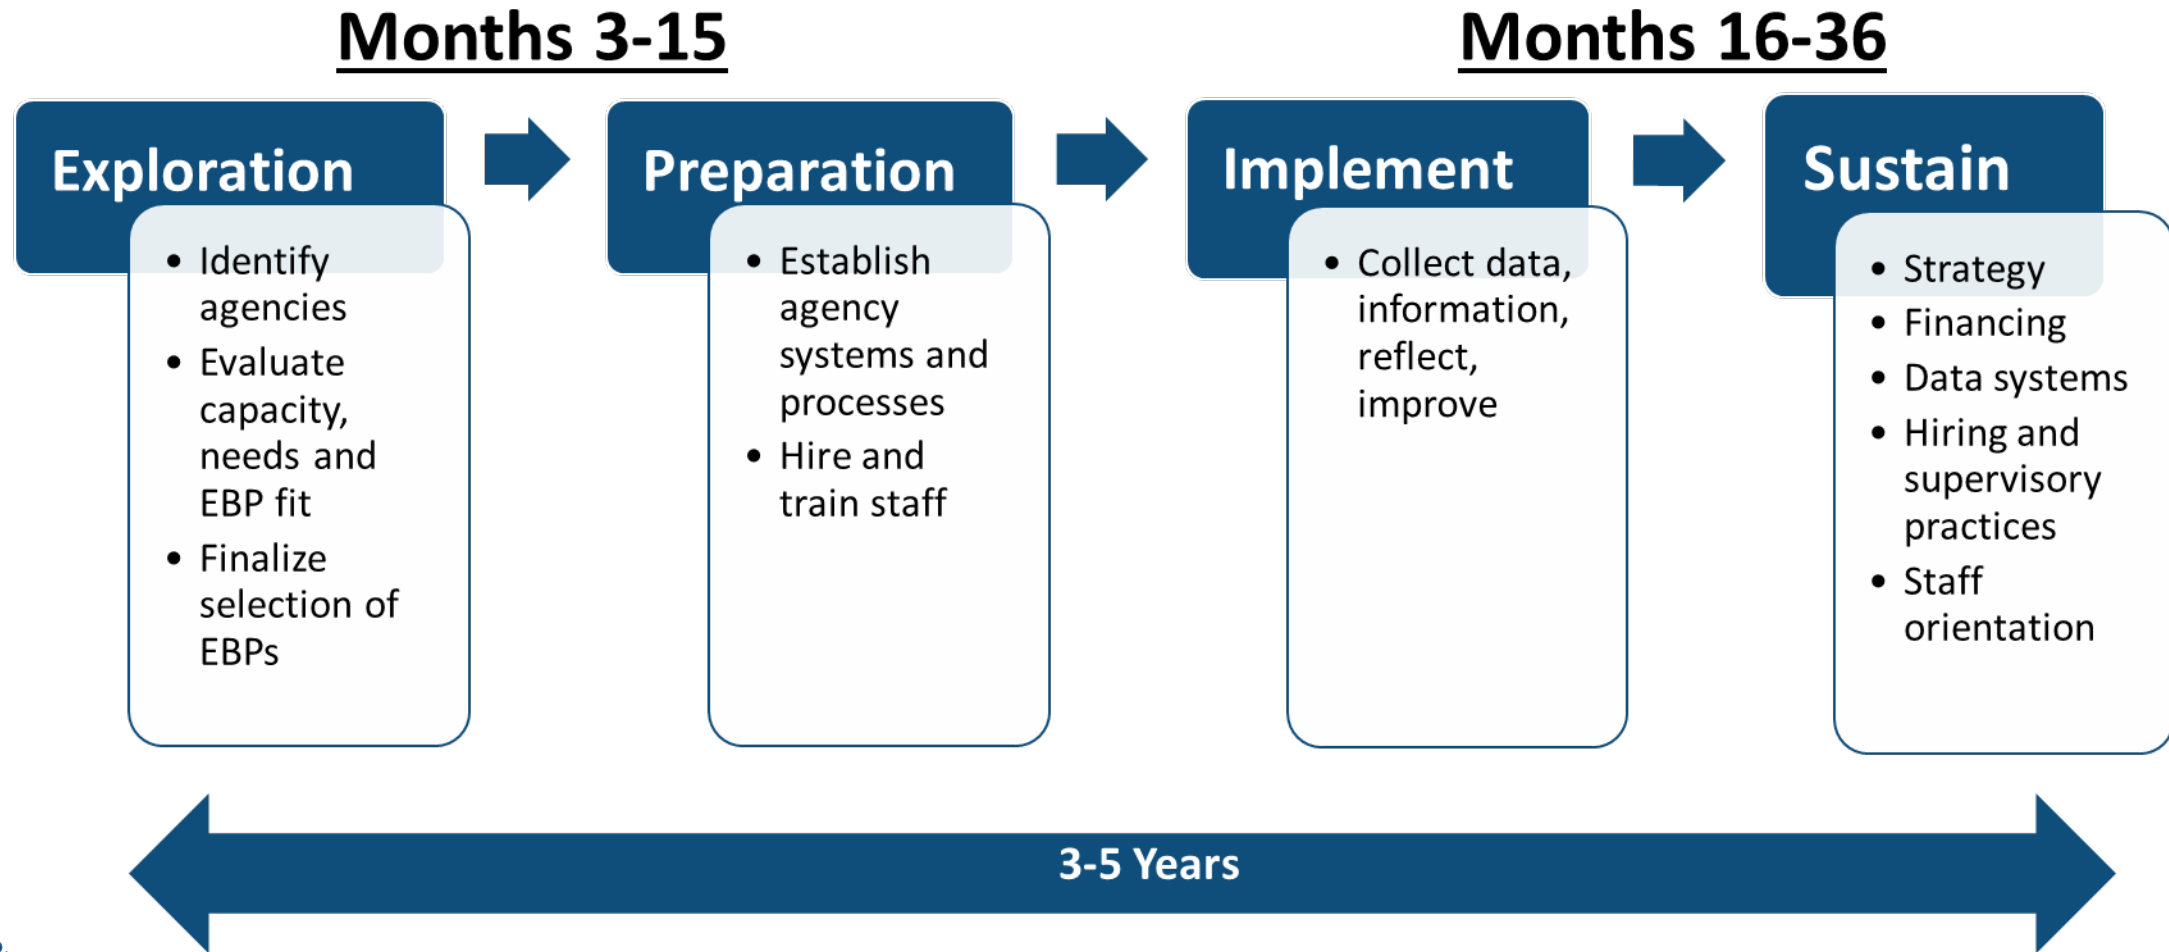 Months 3-15
Months 16-36
Exploration
• Identify
agencies
• Evaluate
capacity,
needs and
EBP fit
• Finalize
selection of
EBPs
Preparation
• Establish
agency
systems and
processes
• Hire and
train staff
Implement
• Collect data,
information,
reflect,
improve
Sustain
• Strategy
• Financing
• Data systems
• Hiring and
supervisory
practices
• Staff
orientation
3-5 Years